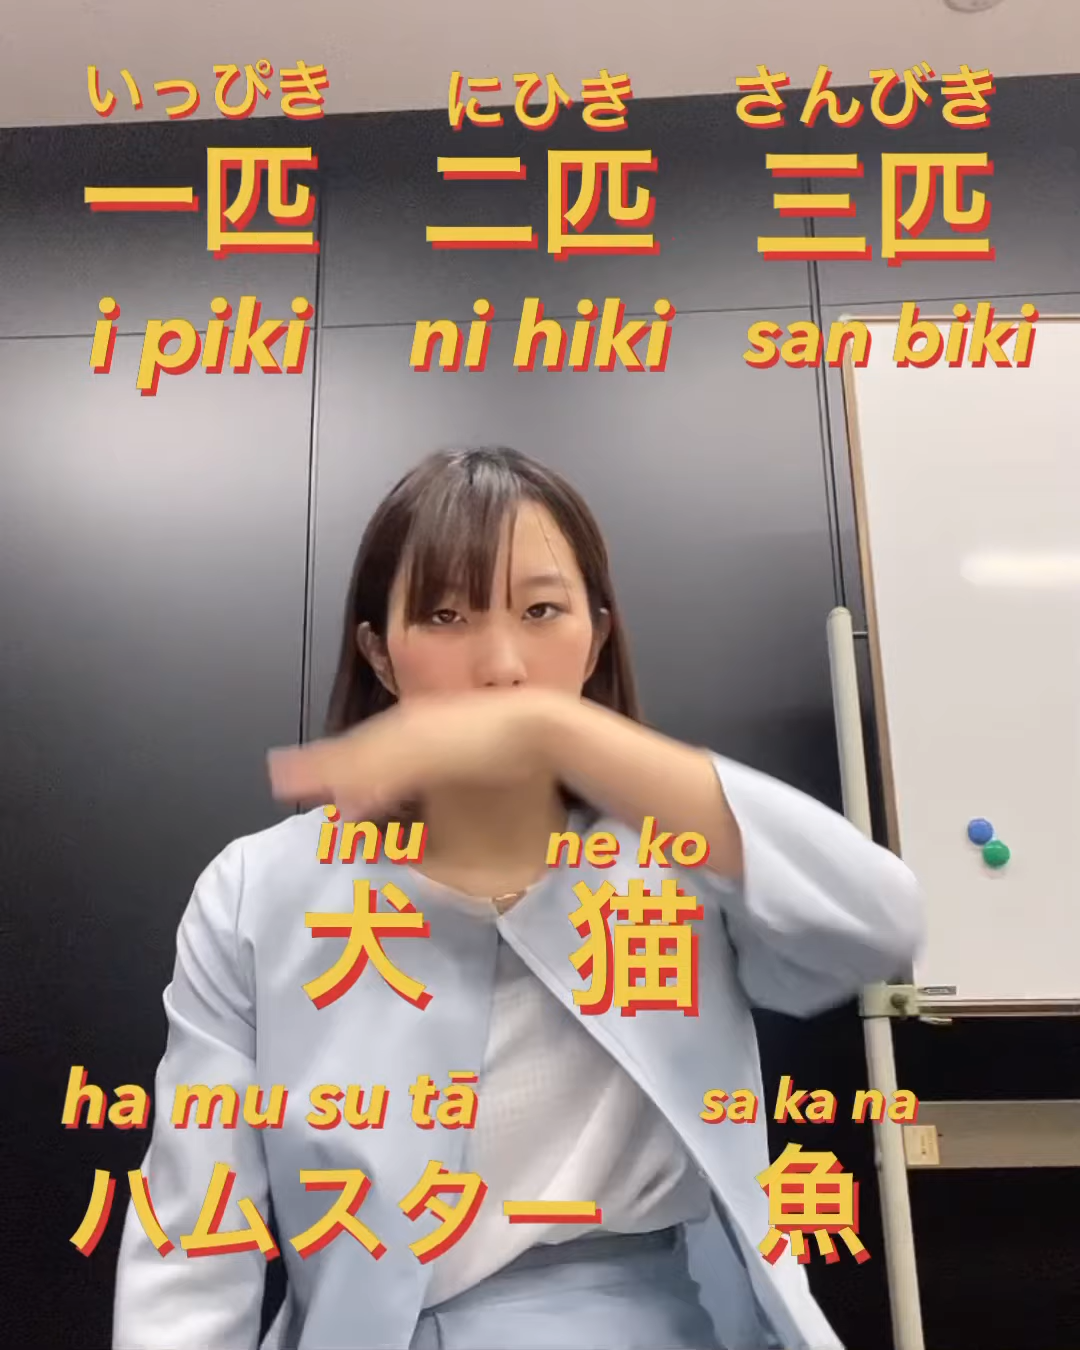 いっぴき にひき さんびき
一匹 二匹 三匹
i piki ni hiki san biki
inu ne ko
犬 猫
ha mu su tā sa ka na
ハムスター 魚